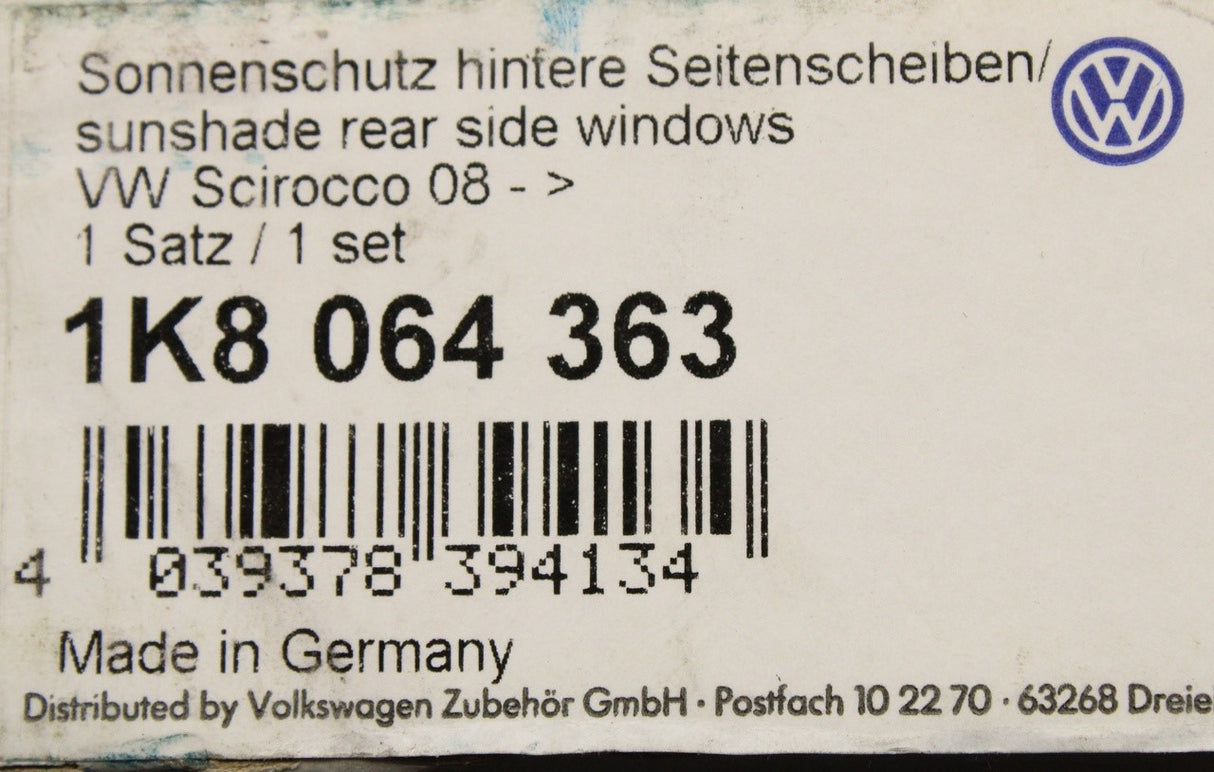 Sonnenschutz hintere Seitenscheiben/
sunshade rear side windows
VW Scirocco 08 - >
1 Satz / 1 set
1K8 064 363
4 039378 394134
Made in Germany
Distributed by Volkswagen Zubehör GmbH · Postfach 10 22 70 · 63268 Dreie